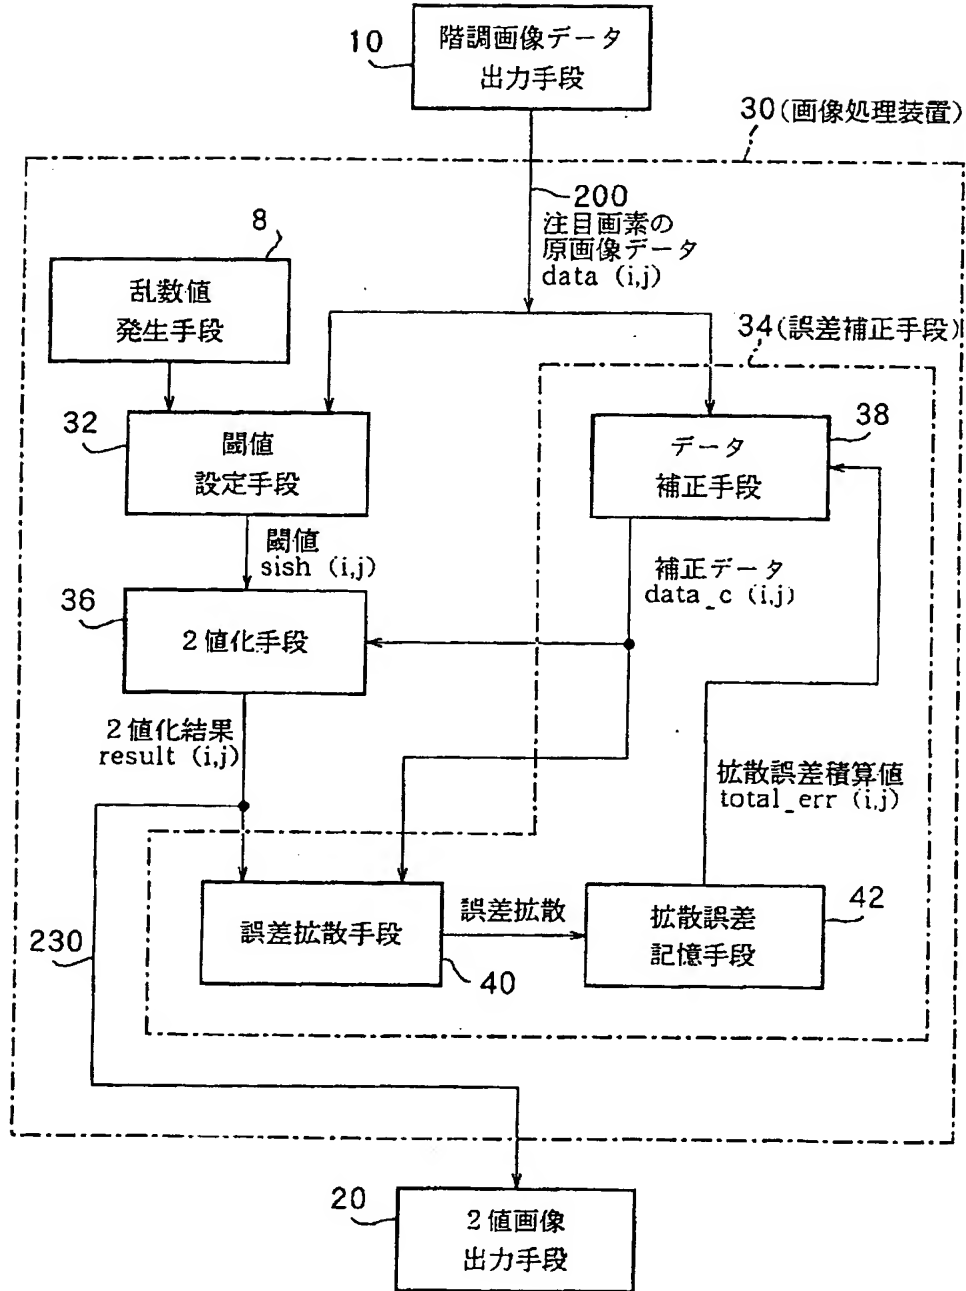 10
階調画像データ
出力手段
30(画像処理装置)
200
注目画素の
原画像データ
data (i,j)
8
乱数値
発生手段
34(誤差補正手段)
32
閾値
設定手段
38
データ
補正手段
閾値
sish (i,j)
補正データ
data_c (i,j)
36
2値化手段
2値化結果
result (i,j)
拡散誤差積算値
total_err (i,j)
誤差拡散手段
40
誤差拡散
拡散誤差
記憶手段
42
230
20
2値画像
出力手段